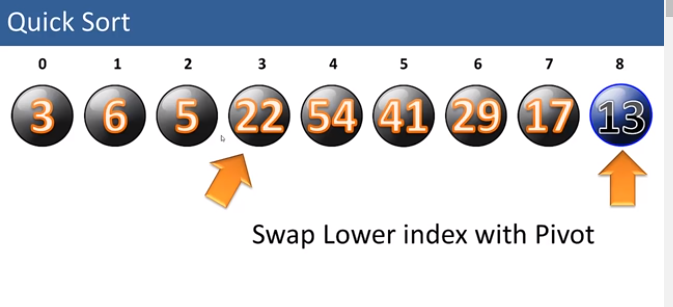 Quick Sort
0 1 2 3 4 5 6 7 8
3 6 5 22 54 41 29 17 13
Swap Lower index with Pivot